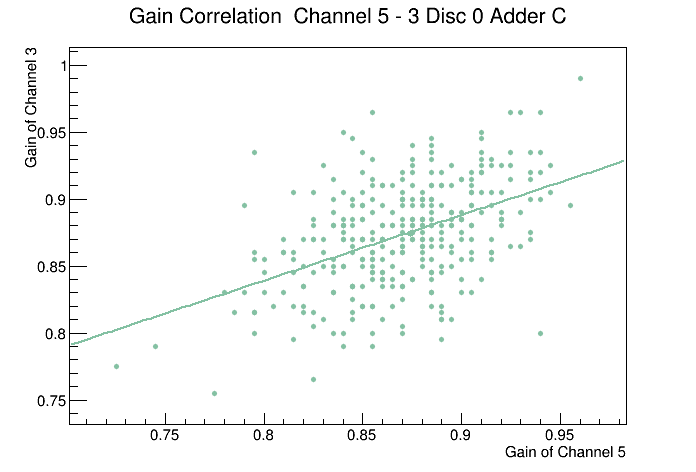 Gain Correlation  Channel 5 - 3 Disc 0 Adder C
Gain of Channel 3
1
0.95
0.9
0.85
0.8
0.75
0.75 0.8 0.85 0.9 0.95
Gain of Channel 5